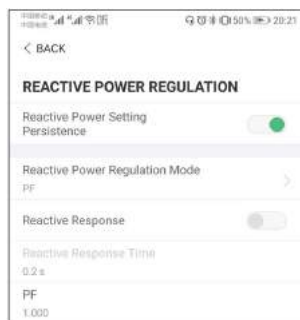 50% 20:21
BACK
REACTIVE POWER REGULATION
Reactive Power Setting
Persistence
Reactive Power Regulation Mode
PF
Reactive Response
Reactive Response Time
0.2 s
PF
1.000